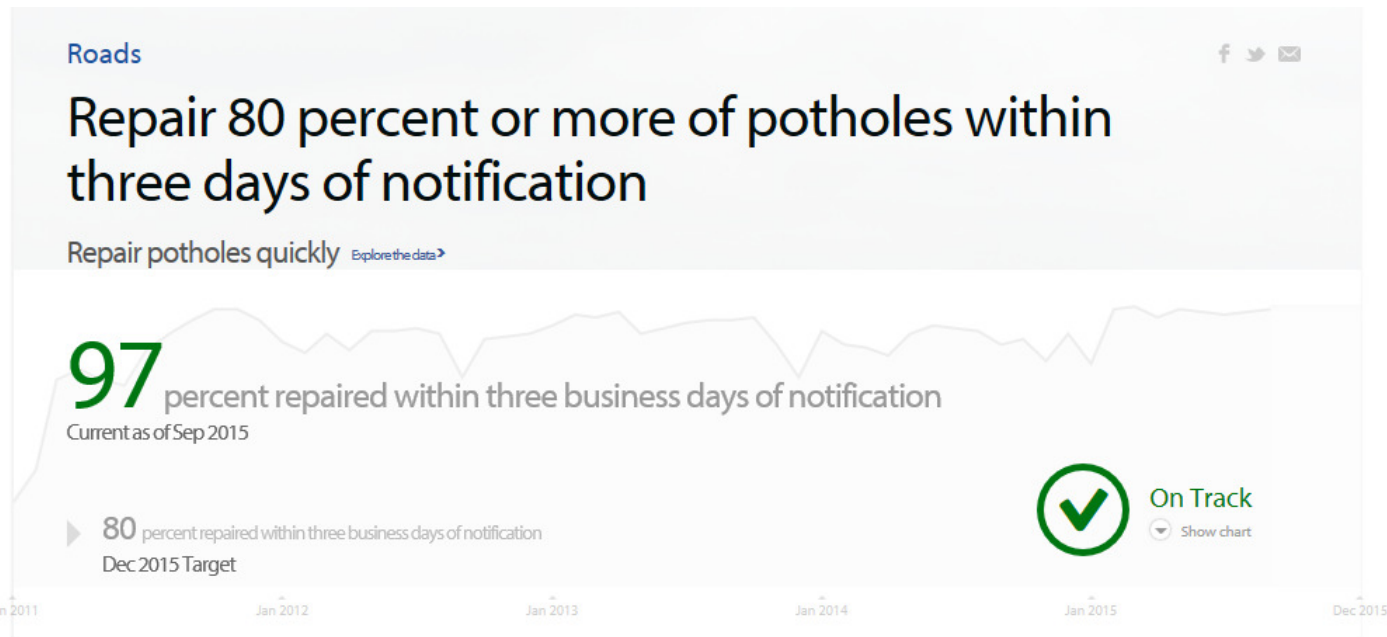 Roads
Repair 80 percent or more of potholes within
three days of notification
Repair potholes quickly Explore the data >
97 percent repaired within three business days of notification
Current as of Sep 2015
80 percent repaired within three business days of notification
Dec 2015 Target
On Track
Show chart
n 2011 Jan 2012 Jan 2013 Jan 2014 Jan 2015 Dec 2015